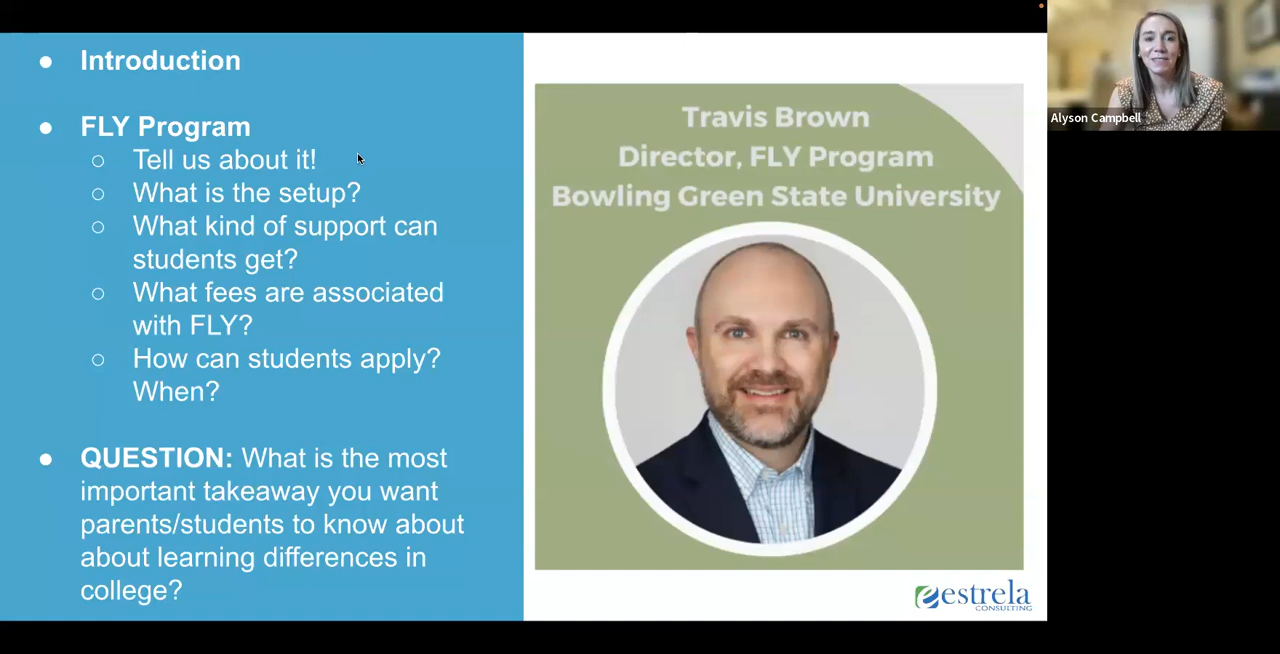 Introduction
FLY Program
Tell us about it!
What is the setup?
What kind of support can
students get?
What fees are associated
with FLY?
How can students apply?
When?
QUESTION: What is the most
important takeaway you want
parents/students to know about
about learning differences in
college?
Travis Brown
Director, FLY Program
Bowling Green State University
estrela
CONSULTING
Alyson Campbell